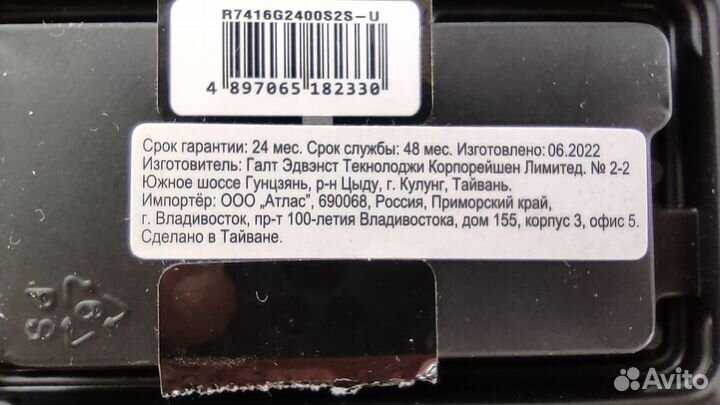 R7416G2400S2S-U
4 897065 182330
Срок гарантии: 24 мес. Срок службы: 48 мес. Изготовлено: 06.2022
Изготовитель: Галт Эдвэнст Текнолоджи Корпорейшен Лимитед. № 2-2
Южное шоссе Гунцзянь, р-н Цыду, г. Кулунг, Тайвань.
Импортёр: ООО „Атлас", 690068, Россия, Приморский край,
г. Владивосток, пр-т 100-летия Владивостока, дом 155, корпус 3, офис 5.
Сделано в Тайване.
PS
Avito